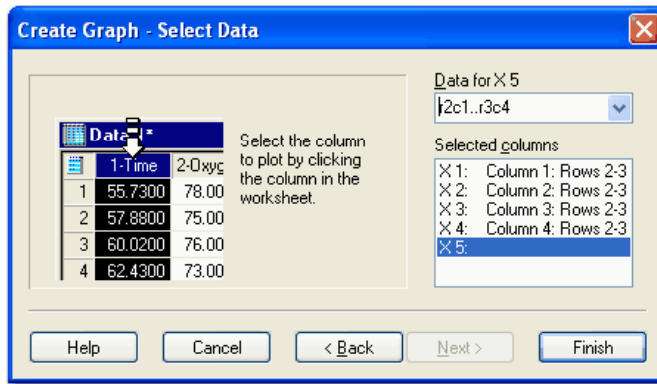 Create Graph - Select Data
Data for X 5
r2c1..r3c4
Selected columns
X 1: Column 1: Rows 2-3
X 2: Column 2: Rows 2-3
X 3: Column 3: Rows 2-3
X 4: Column 4: Rows 2-3
X 5:
Select the column
to plot by clicking
the column in the
worksheet.
1-Time 2-Oxyg
1 55.7300 78.00
2 57.8800 75.00
3 60.0200 76.00
4 62.4300 73.00
Help Cancel < Back Next > Finish